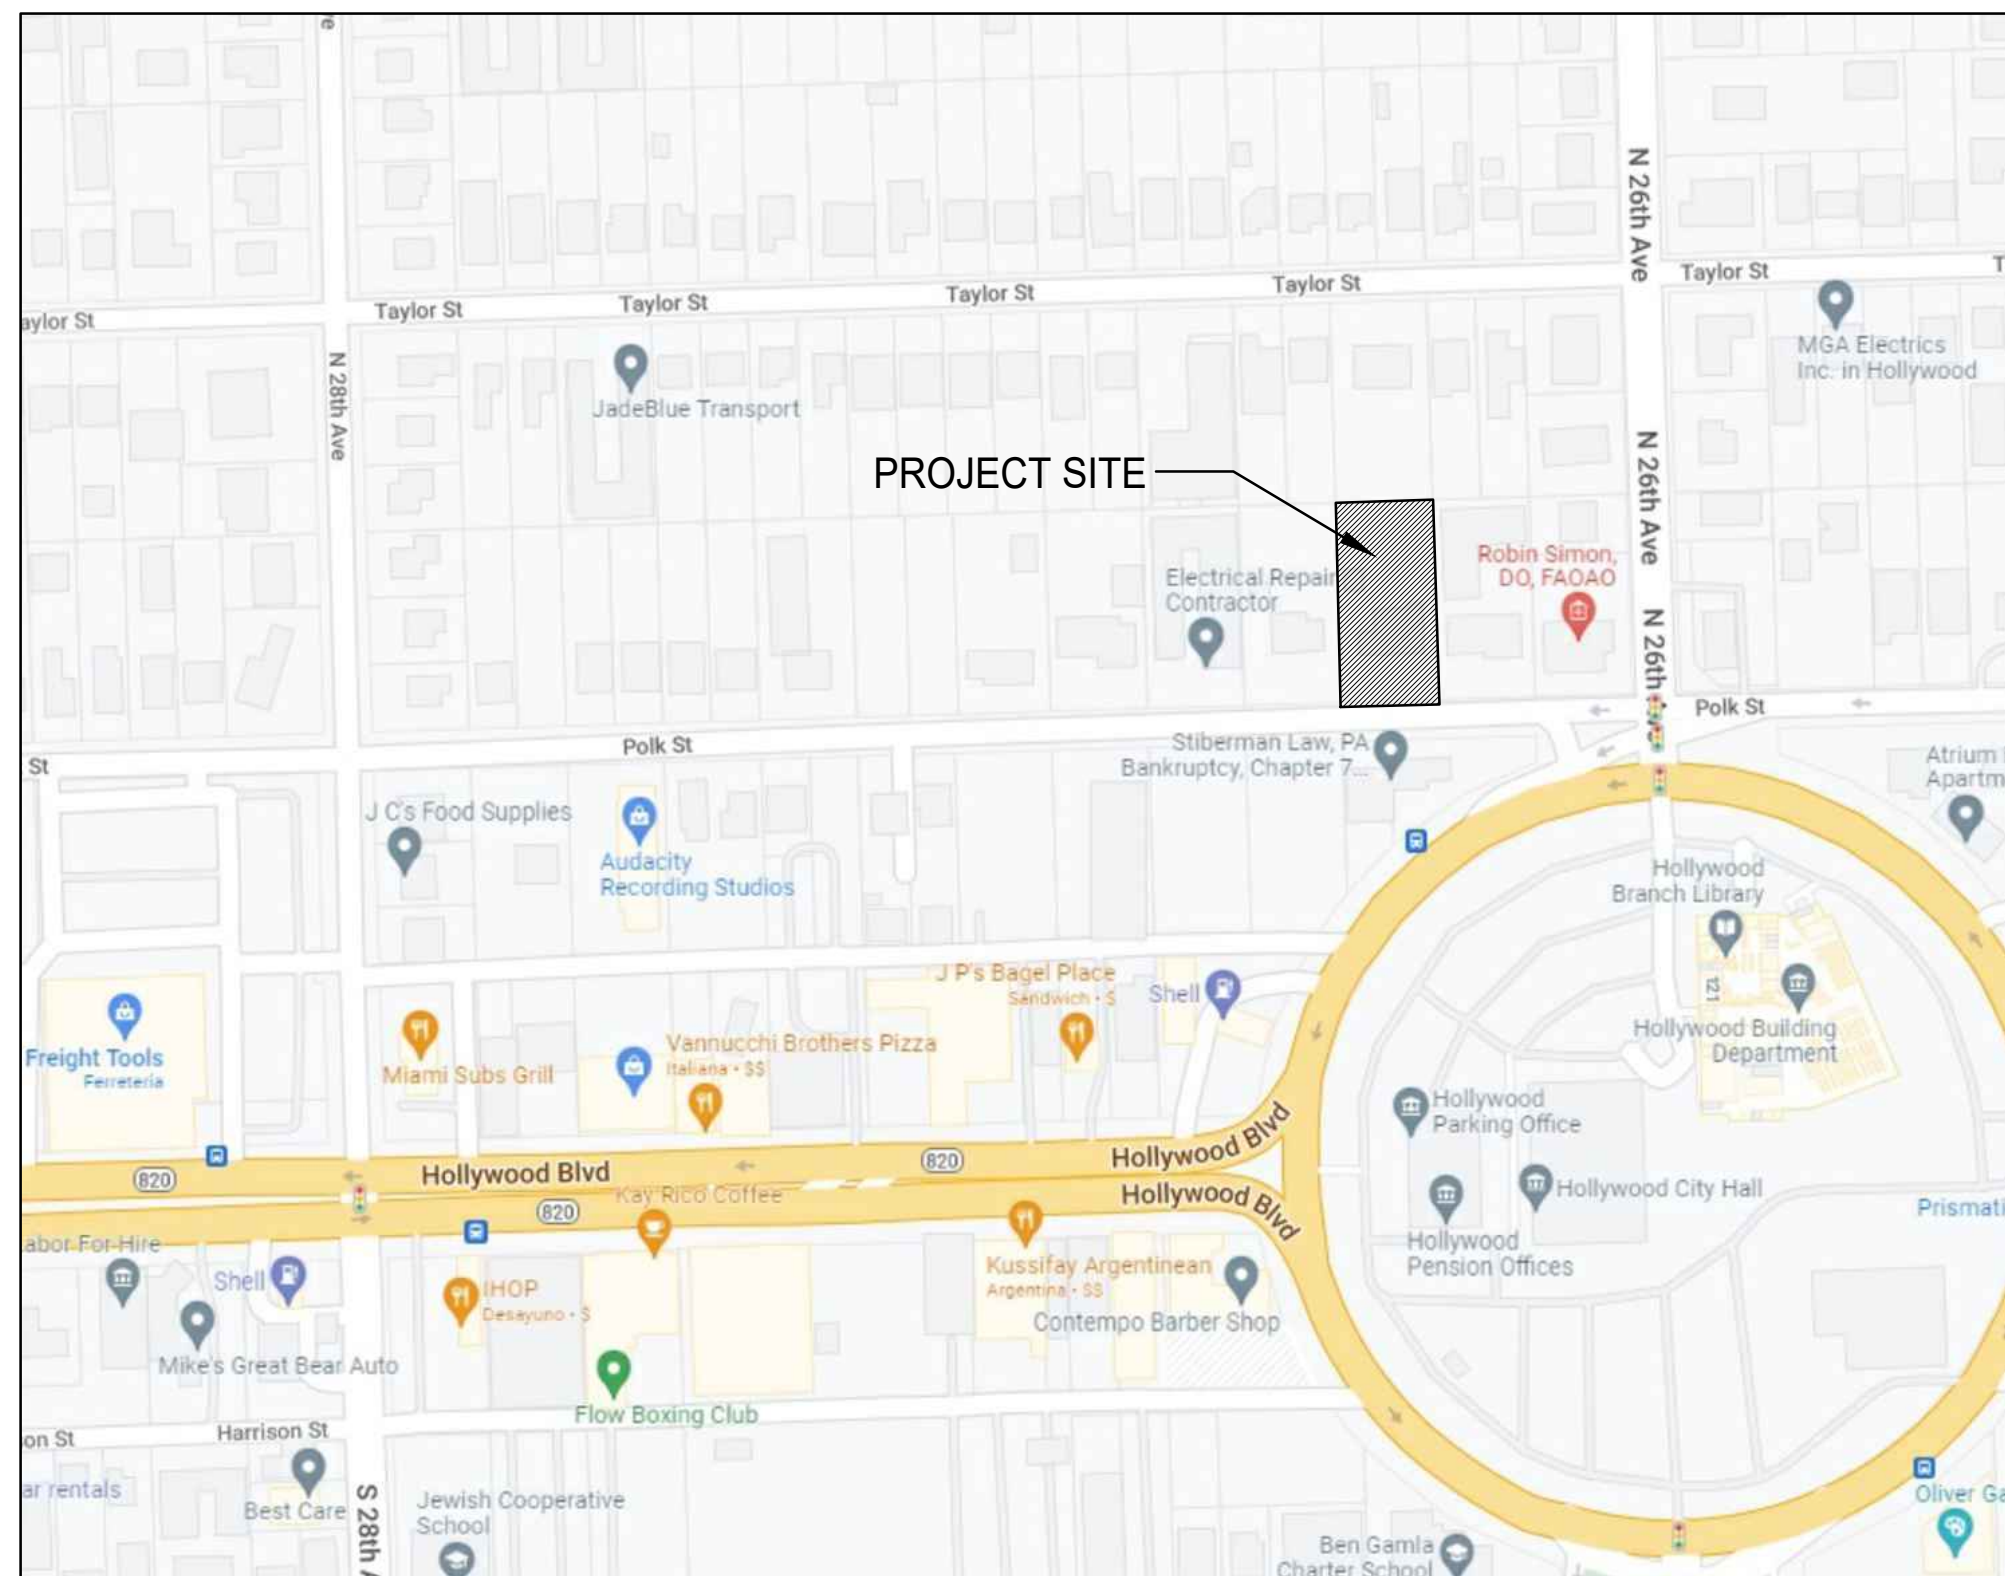 ve
N 26th Ave
Taylor St
T
aylor St
Taylor St
Taylor St
Taylor St
Taylor St
MGA Electrics
Inc. in Hollywood
N 28th Ave
JadeBlue Transport
N 26th Ave
PROJECT SITE
Electrical Repair
Contractor
Robin Simon,
DO, FAOAO
N 26th
Polk St
Polk St
St
Stiberman Law, PA
Bankruptcy, Chapter 7...
Atrium
Apartm
J C's Food Supplies
Audacity
Recording Studios
Hollywood
Branch Library
J P's Bagel Place
Sandwich • $
Shell
121
Hollywood Building
Department
Freight Tools
Ferretería
Miami Subs Grill
Vannucchi Brothers Pizza
Italiana • $$
Hollywood
Parking Office
Hollywood Blvd
820
Hollywood Blvd
820
Kay Rico Coffee
820
Hollywood Blvd
Hollywood City Hall
Prismati
Hollywood
Pension Offices
abor For Hire
Shell
IHOP
Desayuno • $
Kussifay Argentinean
Argentina • $$
Contempo Barber Shop
Mike's Great Bear Auto
Flow Boxing Club
on St
Harrison St
ar rentals
Best Care
S 28th A
Jewish Cooperative
School
Ben Gamla
Charter School
Oliver Ga